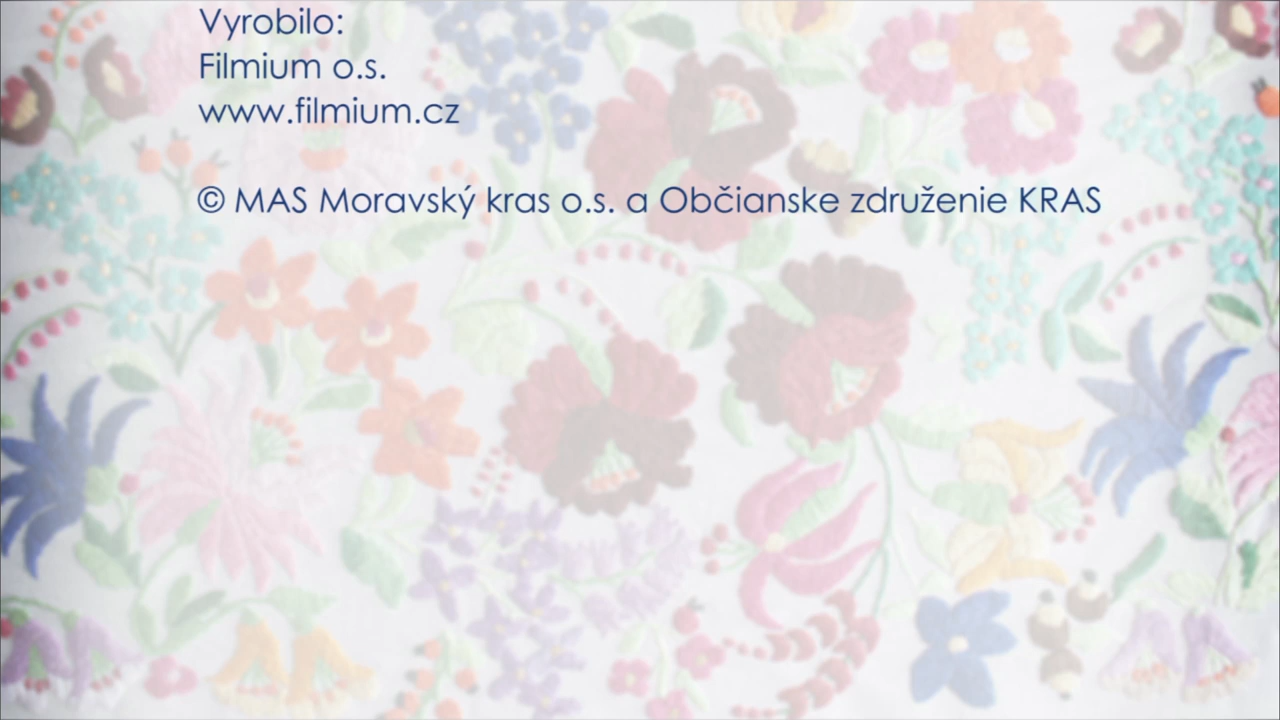 Vyrobilo:
Filmium o.s.
www.filmium.cz
© MAS Moravský kras o.s. a Občianske združenie KRAS